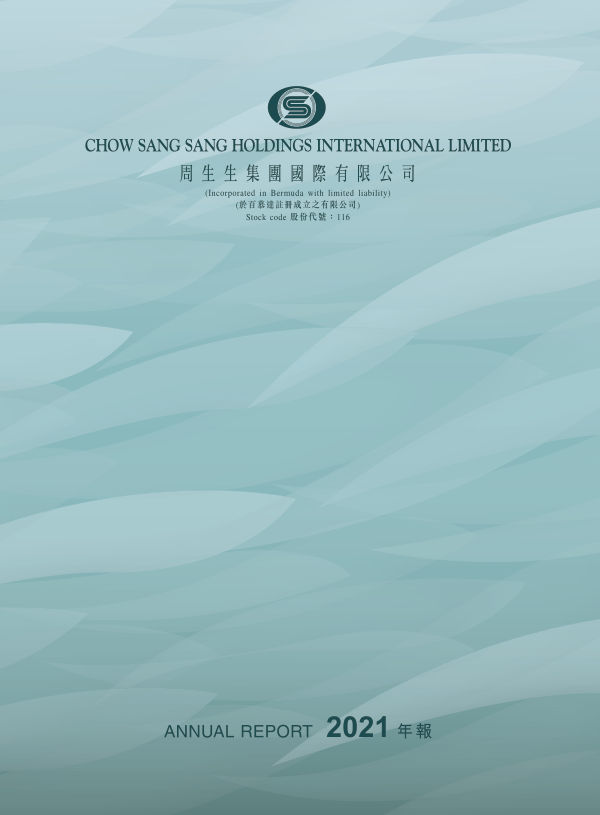 CHOW SANG SANG HOLDINGS INTERNATIONAL LIMITED
周生生集團國際有限公司
(Incorporated in Bermuda with limited liability)
(於百慕達註冊成立之有限公司)
Stock code 股份代號：116
ANNUAL REPORT 2021 年報